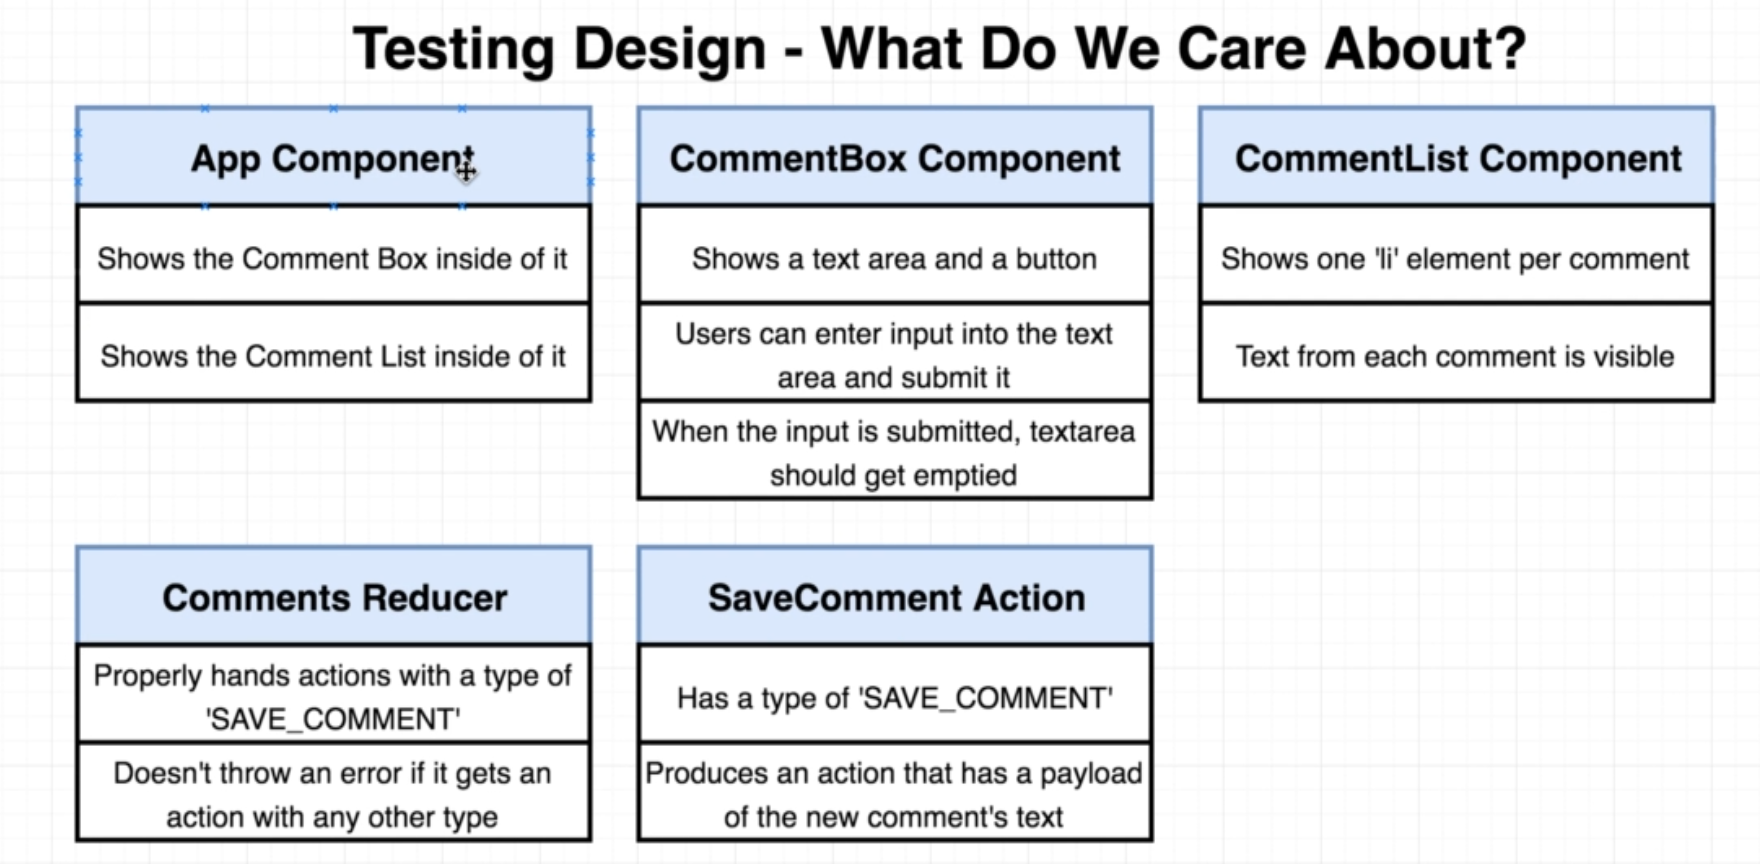 Testing Design - What Do We Care About?
App Component
Shows the Comment Box inside of it
Shows the Comment List inside of it
CommentBox Component
Shows a text area and a button
Users can enter input into the text
area and submit it
When the input is submitted, textarea
should get emptied
CommentList Component
Shows one 'li' element per comment
Text from each comment is visible
Comments Reducer
Properly hands actions with a type of
'SAVE_COMMENT'
Doesn't throw an error if it gets an
action with any other type
SaveComment Action
Has a type of 'SAVE_COMMENT'
Produces an action that has a payload
of the new comment's text